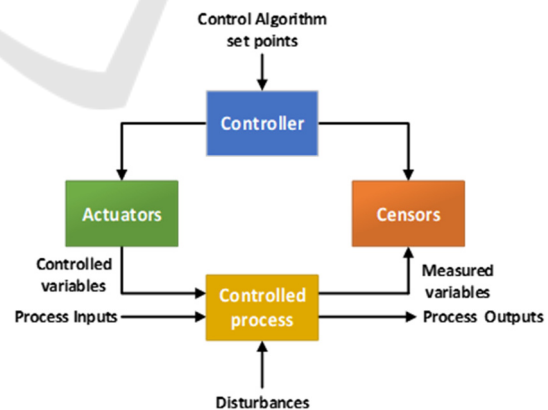 Control Algorithm
set points
Controller
Actuators
Censors
Controlled
variables
Measured
variables
Controlled
process
Process Inputs
Process Outputs
Disturbances